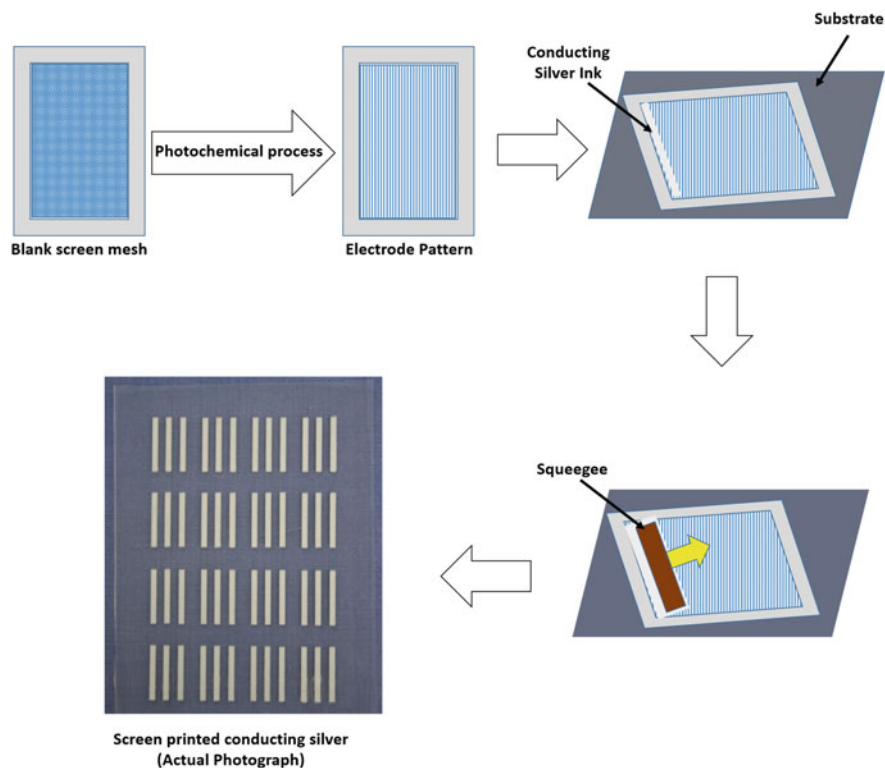 Substrate
Conducting
Silver Ink
Photochemical process
Blank screen mesh
Electrode Pattern
Squeegee
Screen printed conducting silver
(Actual Photograph)